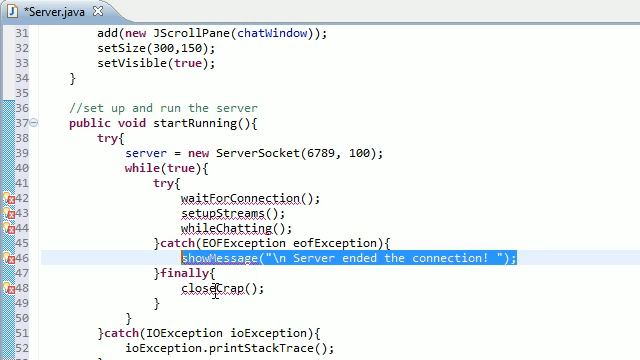 *Server.java
31 add(new JScrollPane(chatWindow));
32 setSize(300,150);
33 setVisible(true);
34 }
35
36 //set up and run the server
37 public void startRunning(){
38 try{
39 server = new ServerSocket(6789, 100);
40 while(true){
41 try{
42 waitForConnection();
43 setupStreams();
44 whileChatting();
45 }catch(EOFException eofException){
46 showMessage("\n Server ended the connection! ");
47 }finally{
48 closeCrap();
49 }
50 }
51 }catch(IOException ioException){
52 ioException.printStackTrace();